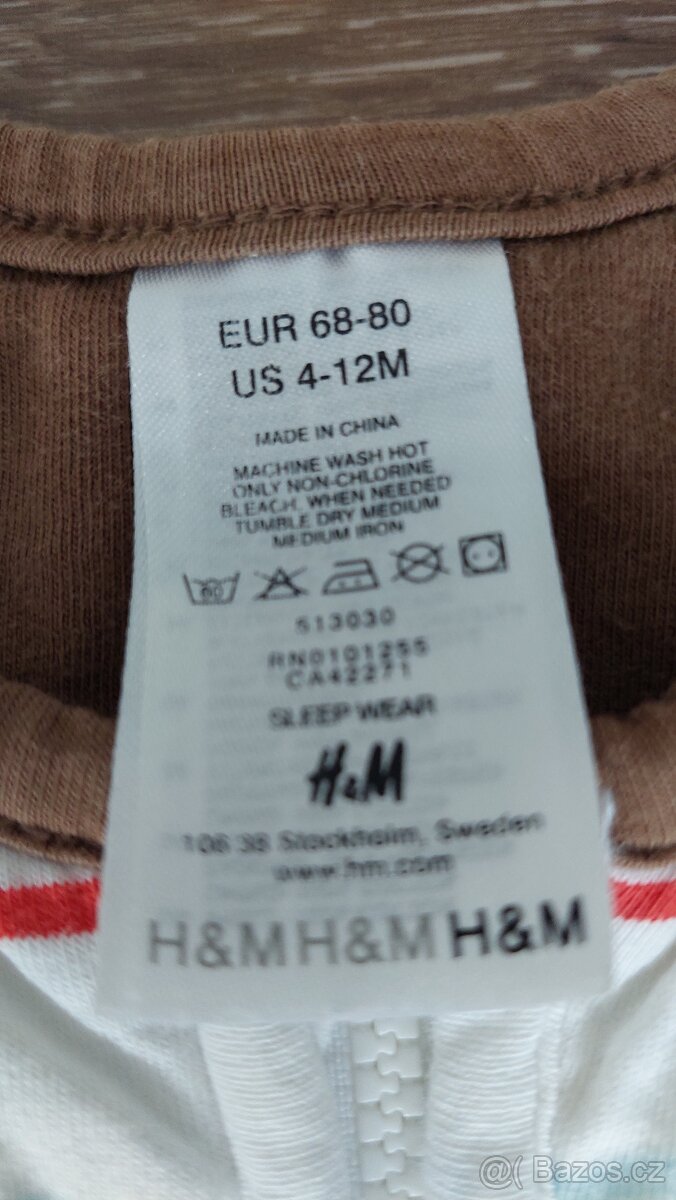 EUR 68-80
US 4-12M
MADE IN CHINA
MACHINE WASH HOT
ONLY NON-CHLORINE
BLEACH, WHEN NEEDED
TUMBLE DRY MEDIUM
MEDIUM IRON
60
513030
RN0101255
CA42271
SLEEP WEAR
H&M
106 38 Stockholm, Sweden
www.hm.com
H&M H&M H&M
@( Bazos.cz